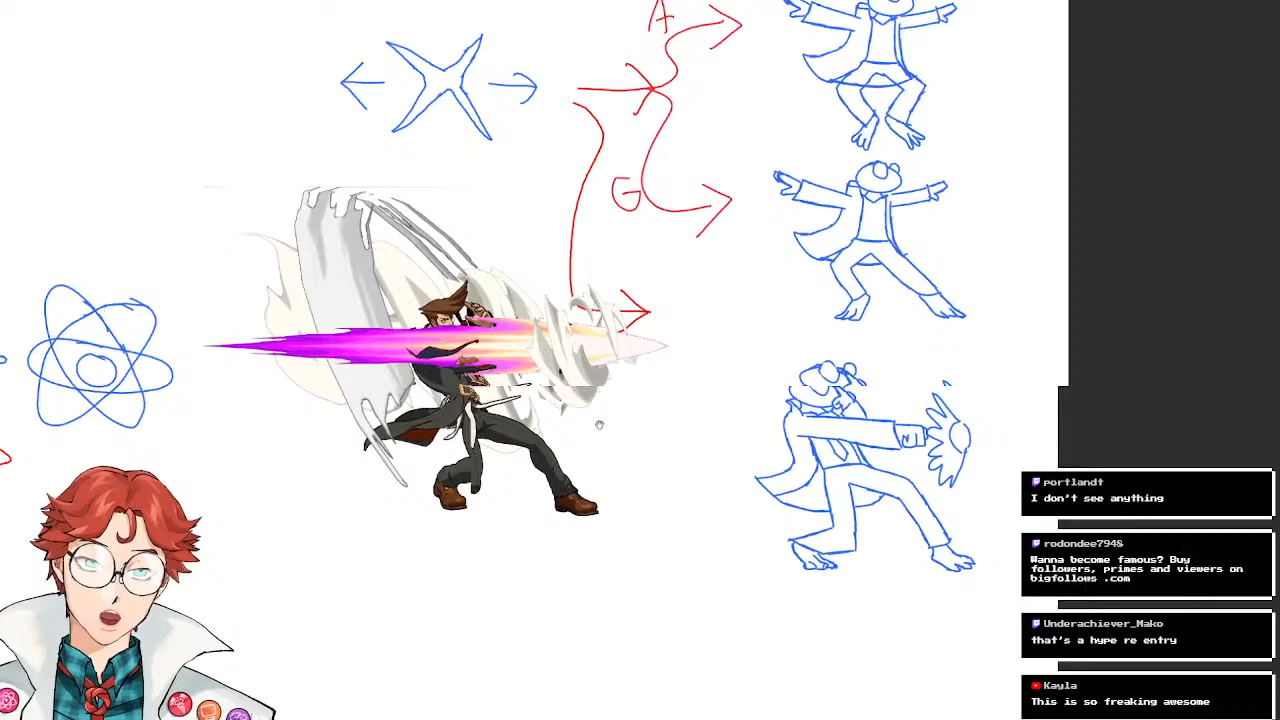 A
G
portlandt
I don't see anything
rodondee7948
Wanna become famous? Buy
followers, primes and viewers on
bigfollows .com
Underachiever_Mako
that's a hype re entry
Kayla
This is so freaking awesome